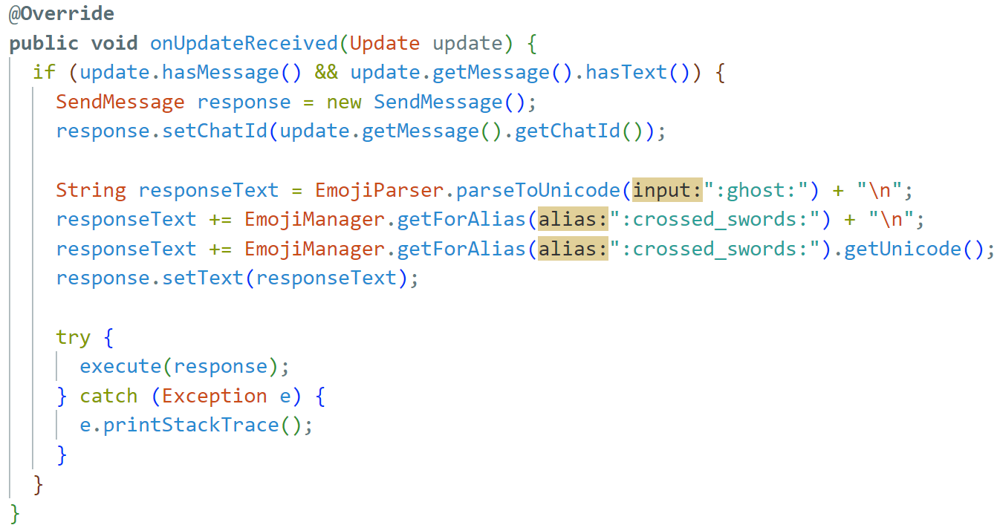 @Override
public void onUpdateReceived(Update update) {
  if (update.hasMessage() && update.getMessage().hasText()) {
    SendMessage response = new SendMessage();
    response.setChatId(update.getMessage().getChatId());

    String responseText = EmojiParser.parseToUnicode(input:":ghost:") + "\n";
    responseText += EmojiManager.getForAlias(alias:":crossed_swords:") + "\n";
    responseText += EmojiManager.getForAlias(alias:":crossed_swords:").getUnicode();
    response.setText(responseText);

    try {
      execute(response);
    } catch (Exception e) {
      e.printStackTrace();
    }
  }
}